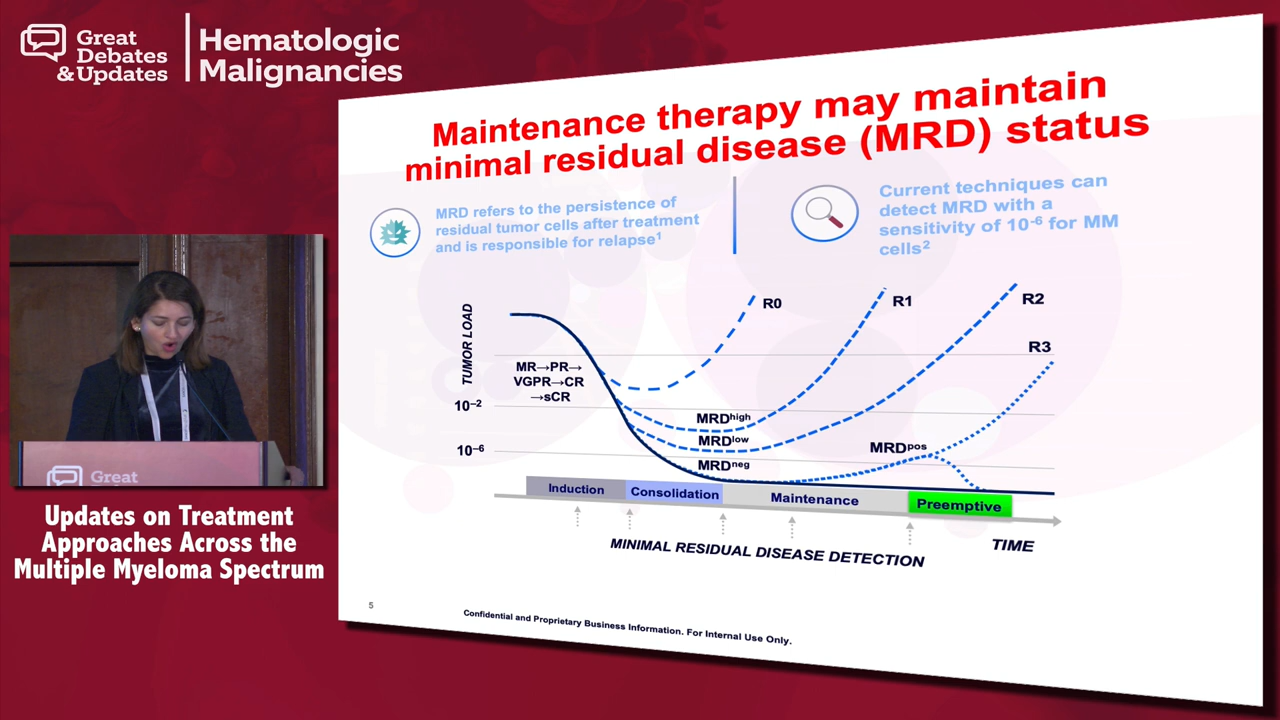 Great
Debates
& Updates
Hematologic
Malignancies
Maintenance therapy may maintain
minimal residual disease (MRD) status
MRD refers to the persistence of
residual tumor cells after treatment
and is responsible for relapse¹
Current techniques can
detect MRD with a
sensitivity of 10⁻⁶ for MM
cells²
TUMOR LOAD
R0
R1
R2
R3
MR→PR→
VGPR→CR
→sCR
10⁻²
10⁻⁶
MRDhigh
MRDlow
MRDneg
MRDpos
Induction
Consolidation
Maintenance
Preemptive
MINIMAL RESIDUAL DISEASE DETECTION
TIME
5
Confidential and Proprietary Business Information. For Internal Use Only.
Great
Updates on Treatment
Approaches Across the
Multiple Myeloma Spectrum